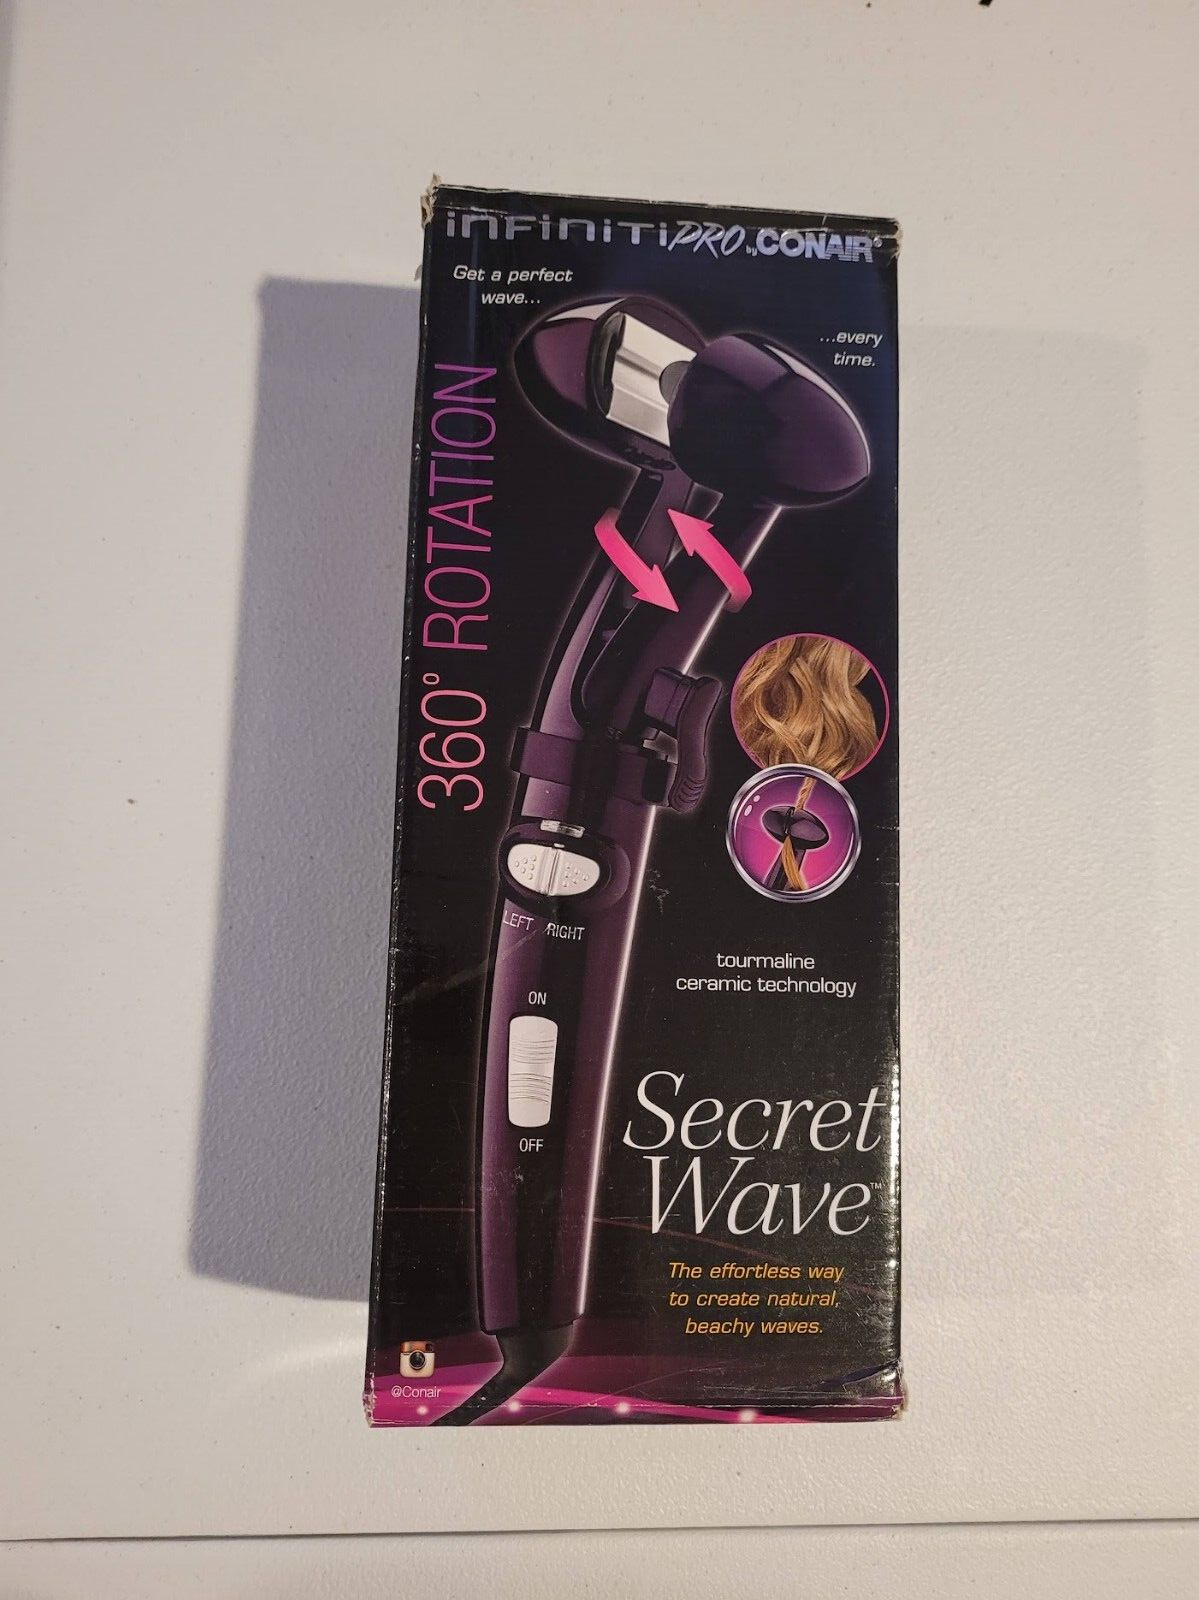 inFiniTiPRO by CONAIR®
Get a perfect
wave...
...every
time.
360° ROTATION
LEFT RIGHT
ON
OFF
tourmaline
ceramic technology
Secret
Wave™
The effortless way
to create natural,
beachy waves.
@Conair